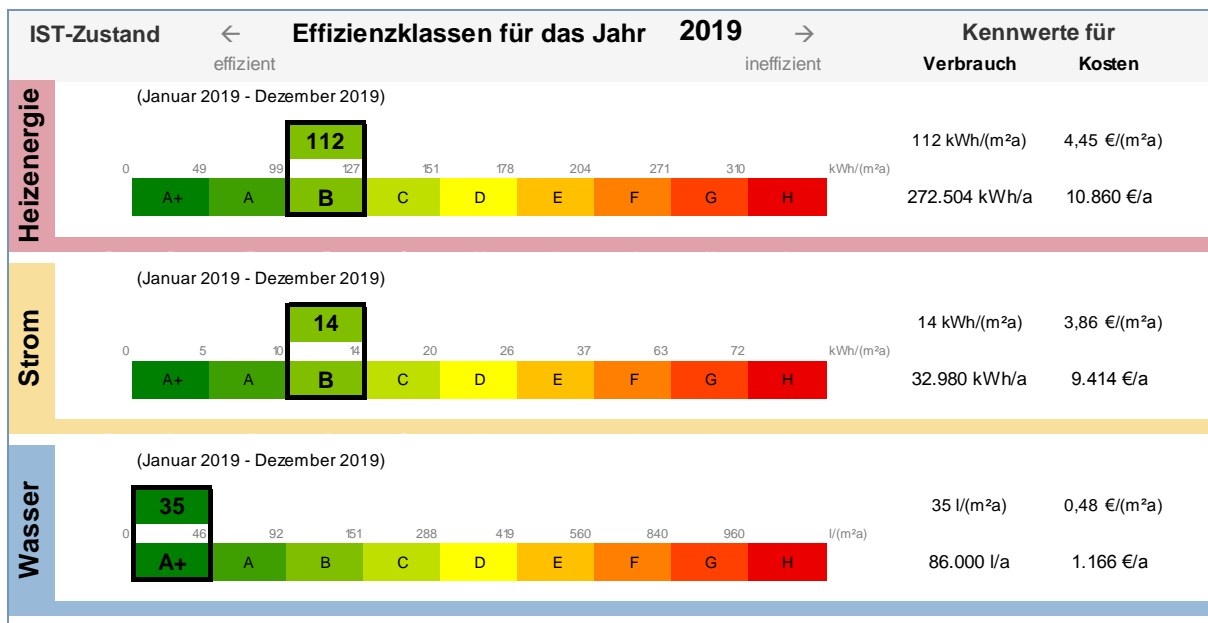 IST-Zustand ← Effizienzklassen für das Jahr 2019 → Kennwerte für
effizient ineffizient Verbrauch Kosten
Heizenergie
(Januar 2019 - Dezember 2019)
112 112 kWh/(m²a) 4,45 €/(m²a)
0 49 99 127 151 178 204 271 310 kWh/(m²a)
A+ A B C D E F G H 272.504 kWh/a 10.860 €/a
Strom
(Januar 2019 - Dezember 2019)
14 14 kWh/(m²a) 3,86 €/(m²a)
0 5 10 14 20 26 37 63 72 kWh/(m²a)
A+ A B C D E F G H 32.980 kWh/a 9.414 €/a
Wasser
(Januar 2019 - Dezember 2019)
35 35 l/(m²a) 0,48 €/(m²a)
0 46 92 151 288 419 560 840 960 l/(m²a)
A+ A B C D E F G H 86.000 l/a 1.166 €/a